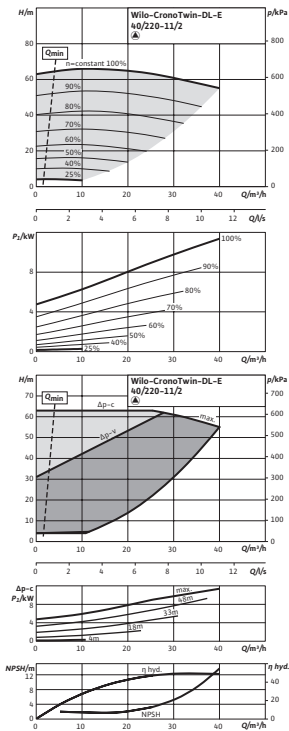 H/m
Wilo-CronoTwin-DL-E
40/220-11/2
p/kPa
Qmin
n=constant 100%
90%
80%
70%
60%
50%
40%
25%
80
60
40
20
0
800
600
400
200
0
0 10 20 30 40 Q/m³/h
0 2 4 6 8 10 12 Q/l/s
P₂/kW
100%
90%
80%
70%
60%
50%
40%
25%
8
4
0
0 10 20 30 40 Q/m³/h
H/m
Wilo-CronoTwin-DL-E
40/220-11/2
p/kPa
Qmin
Δp-c
Δp-v
max.
70
60
50
40
30
20
10
0
700
600
500
400
300
200
100
0
0 10 20 30 40 Q/m³/h
0 2 4 6 8 10 12 Q/l/s
Δp-c
P₂/kW
max.
48m
33m
18m
4m
8
4
0
0 10 20 30 40 Q/m³/h
NPSH/m
η hyd.
η hyd.
NPSH
12
8
4
0
40
20
0
0 10 20 30 40 Q/m³/h